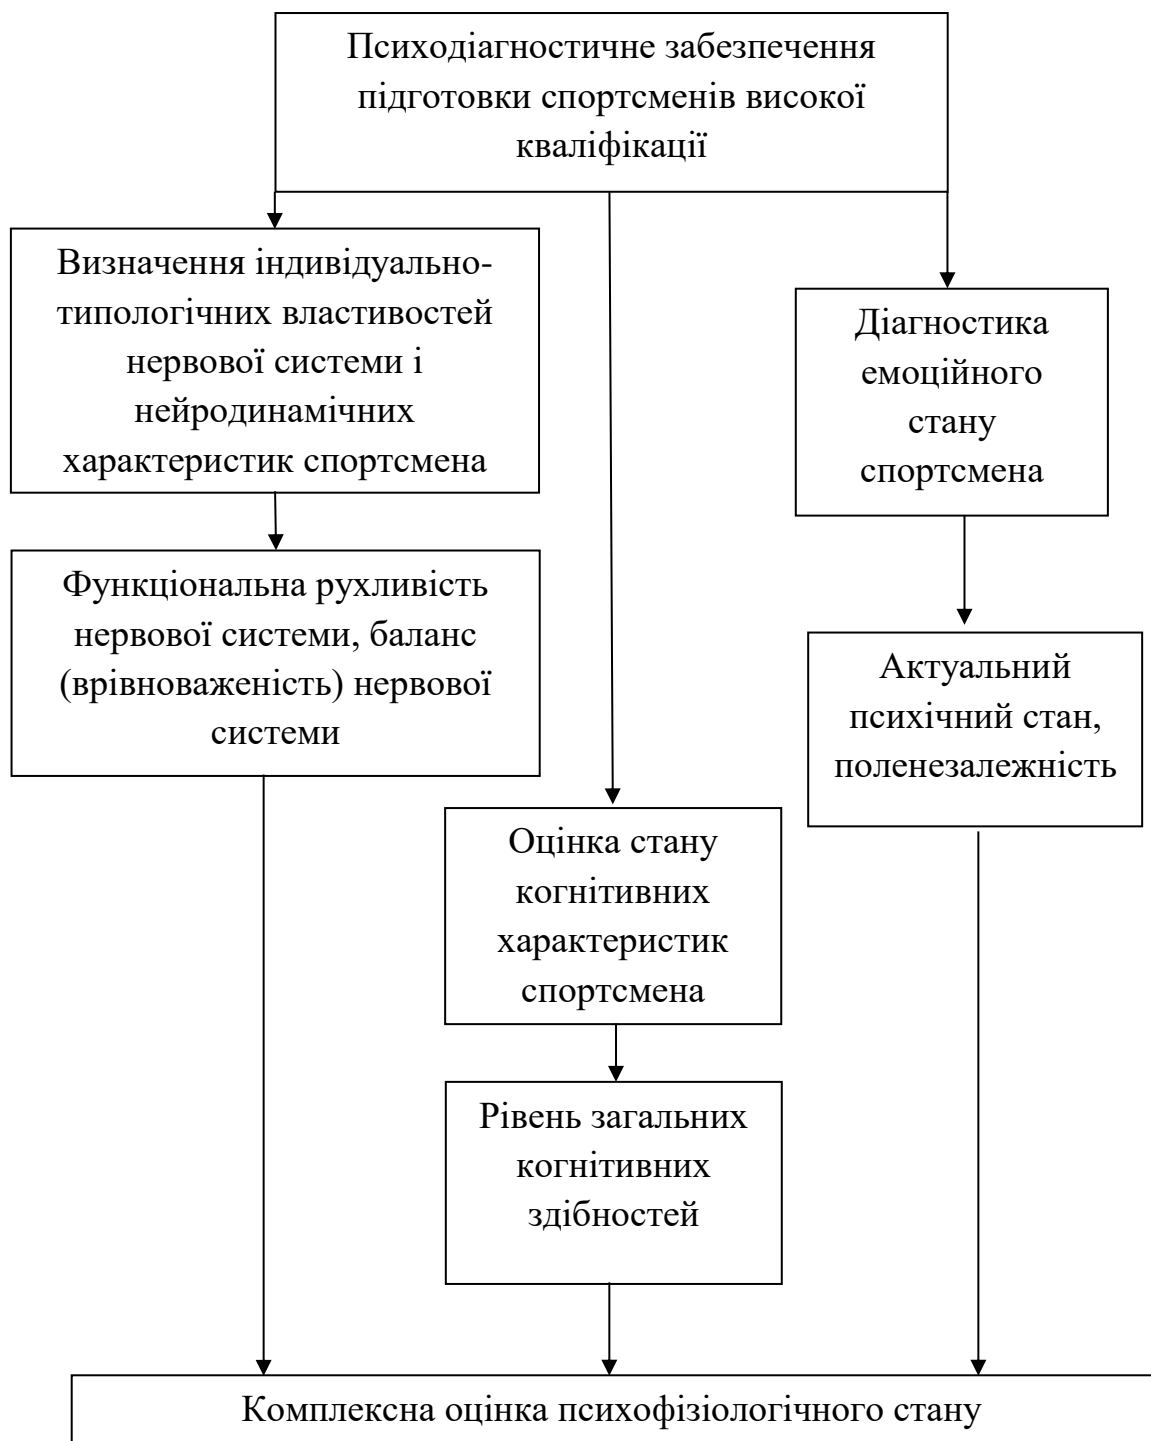 Психодіагностичне забезпечення
підготовки спортсменів високої
кваліфікації
Визначення індивідуально-
типологічних властивостей
нервової системи і
нейродинамічних
характеристик спортсмена
Діагностика
емоційного
стану
спортсмена
Функціональна рухливість
нервової системи, баланс
(врівноваженість) нервової
системи
Актуальний
психічний стан,
поленезалежність
Оцінка стану
когнітивних
характеристик
спортсмена
Рівень загальних
когнітивних
здібностей
Комплексна оцінка психофізіологічного стану